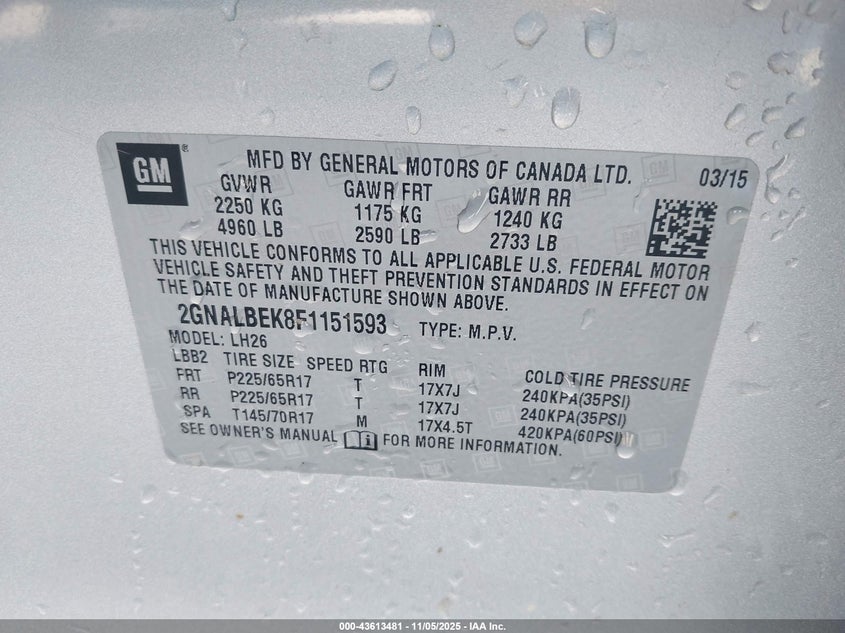 GM ® MFD BY GENERAL MOTORS OF CANADA LTD. 03/15
GVWR GAWR FRT GAWR RR
2250 KG 1175 KG 1240 KG
4960 LB 2590 LB 2733 LB
THIS VEHICLE CONFORMS TO ALL APPLICABLE U.S. FEDERAL MOTOR
VEHICLE SAFETY AND THEFT PREVENTION STANDARDS IN EFFECT ON
THE DATE OF MANUFACTURE SHOWN ABOVE.
2GNALBEK8F1151593 TYPE: M.P.V.
MODEL: LH26
LBB2 TIRE SIZE SPEED RTG RIM COLD TIRE PRESSURE
FRT P225/65R17 T 17X7J 240KPA(35PSI)
RR P225/65R17 T 17X7J 240KPA(35PSI)
SPA T145/70R17 M 17X4.5T 420KPA(60PSI)
SEE OWNER'S MANUAL i FOR MORE INFORMATION.
000-43613481 - 11/05/2025 - IAA Inc.